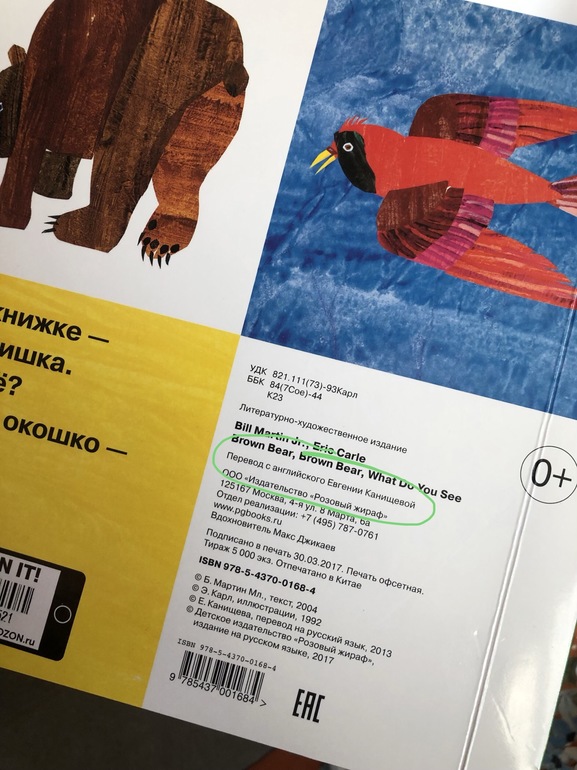 книжке —
ишка.
ё?
окошко —
УДК 821.111(73)-93Карл
ББК 84(7Сое)-44
К23
Литературно-художественное издание
Bill Martin Jr., Eric Carle
Brown Bear, Brown Bear, What Do You See
Перевод с английского Евгении Канищевой
ООО «Издательство «Розовый жираф»
125167 Москва, 4-я ул. 8 Марта, 6а
Отдел реализации: +7 (495) 787-0761
www.pgbooks.ru
Вдохновитель Макс Джикаев
Подписано в печать 30.03.2017. Печать офсетная.
Тираж 5 000 экз. Отпечатано в Китае
ISBN 978-5-4370-0168-4
© Б. Мартин Мл., текст, 2004
© Э. Карл, иллюстрации, 1992
© Е. Канищева, перевод на русский язык, 2013
© Детское издательство «Розовый жираф»,
издание на русском языке, 2017
ISBN 978-5-4370-0168-4
9 785437 001684 >
EAC
0+
N IT!
521
OZON.ru